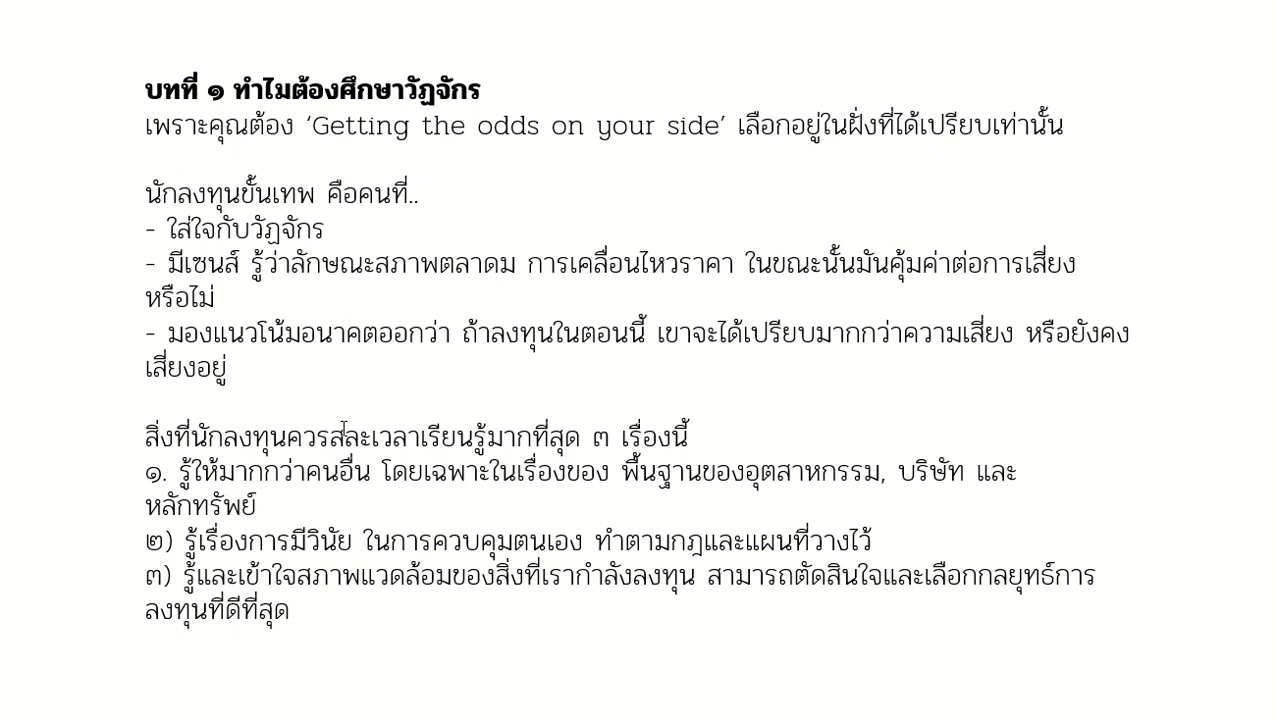 บทที่ ๑ ทำไมต้องศึกษาวัฏจักร
เพราะคุณต้อง ‘Getting the odds on your side’ เลือกอยู่ในฝั่งที่ได้เปรียบเท่านั้น
นักลงทุนขั้นเทพ คือคนที่..
- ใส่ใจกับวัฏจักร
- มีเซนส์ รู้ว่าลักษณะสภาพตลาดม การเคลื่อนไหวราคา ในขณะนั้นมันคุ้มค่าต่อการเสี่ยง
หรือไม่
- มองแนวโน้มอนาคตออกว่า ถ้าลงทุนในตอนนี้ เขาจะได้เปรียบมากกว่าความเสี่ยง หรือยังคง
เสี่ยงอยู่
สิ่งที่นักลงทุนควรสละเวลาเรียนรู้มากที่สุด ๓ เรื่องนี้
๑. รู้ให้มากกว่าคนอื่น โดยเฉพาะในเรื่องของ พื้นฐานของอุตสาหกรรม, บริษัท และ
หลักทรัพย์
๒) รู้เรื่องการมีวินัย ในการควบคุมตนเอง ทำตามกฎและแผนที่วางไว้
๓) รู้และเข้าใจสภาพแวดล้อมของสิ่งที่เรากำลังลงทุน สามารถตัดสินใจและเลือกกลยุทธ์การ
ลงทุนที่ดีที่สุด